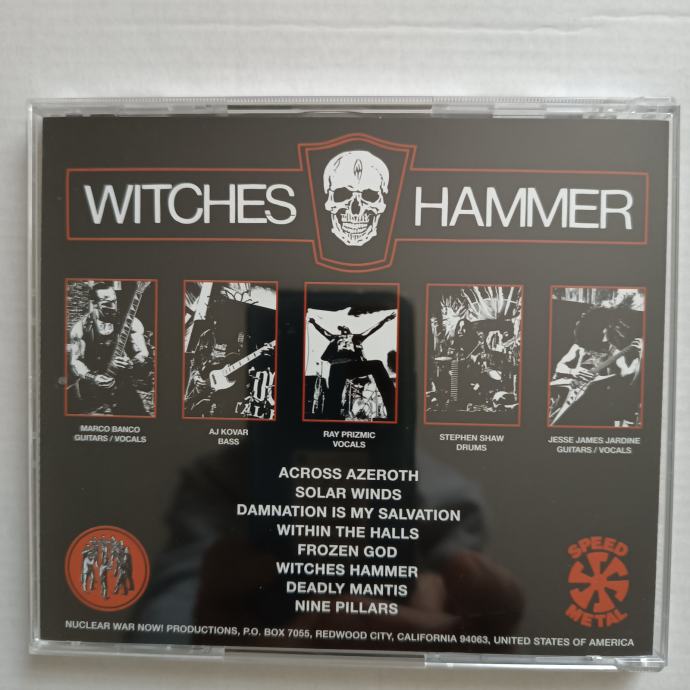 WITCHES HAMMER
MARCO BANCO
GUITARS / VOCALS
AJ KOVAR
BASS
RAY PRIZMIC
VOCALS
STEPHEN SHAW
DRUMS
JESSE JAMES JARDINE
GUITARS / VOCALS
ACROSS AZEROTH
SOLAR WINDS
DAMNATION IS MY SALVATION
WITHIN THE HALLS
FROZEN GOD
WITCHES HAMMER
DEADLY MANTIS
NINE PILLARS
SPEED
METAL
NUCLEAR WAR NOW! PRODUCTIONS, P.O. BOX 7055, REDWOOD CITY, CALIFORNIA 94063, UNITED STATES OF AMERICA